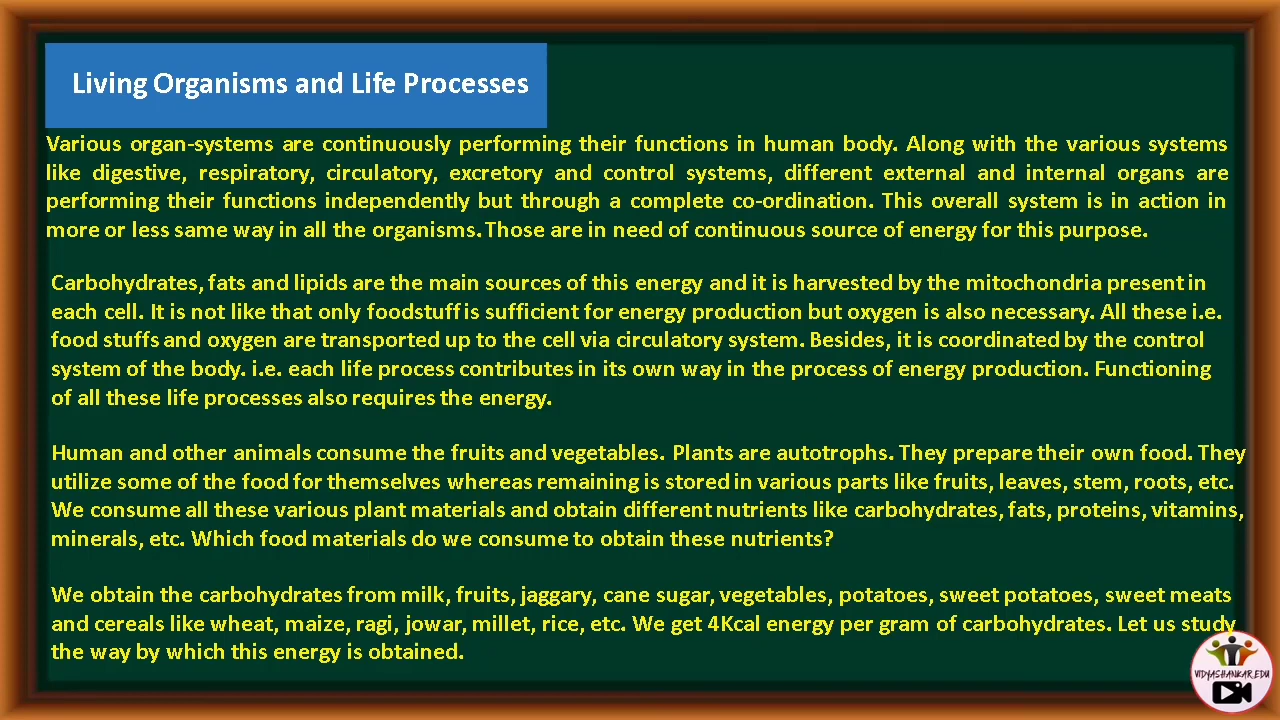 Living Organisms and Life Processes
Various organ-systems are continuously performing their functions in human body. Along with the various systems
like digestive, respiratory, circulatory, excretory and control systems, different external and internal organs are
performing their functions independently but through a complete co-ordination. This overall system is in action in
more or less same way in all the organisms. Those are in need of continuous source of energy for this purpose.
Carbohydrates, fats and lipids are the main sources of this energy and it is harvested by the mitochondria present in
each cell. It is not like that only foodstuff is sufficient for energy production but oxygen is also necessary. All these i.e.
food stuffs and oxygen are transported up to the cell via circulatory system. Besides, it is coordinated by the control
system of the body. i.e. each life process contributes in its own way in the process of energy production. Functioning
of all these life processes also requires the energy.
Human and other animals consume the fruits and vegetables. Plants are autotrophs. They prepare their own food. They
utilize some of the food for themselves whereas remaining is stored in various parts like fruits, leaves, stem, roots, etc.
We consume all these various plant materials and obtain different nutrients like carbohydrates, fats, proteins, vitamins,
minerals, etc. Which food materials do we consume to obtain these nutrients?
We obtain the carbohydrates from milk, fruits, jaggary, cane sugar, vegetables, potatoes, sweet potatoes, sweet meats
and cereals like wheat, maize, ragi, jowar, millet, rice, etc. We get 4Kcal energy per gram of carbohydrates. Let us study
the way by which this energy is obtained.
VIDYASHANKAR.EDU